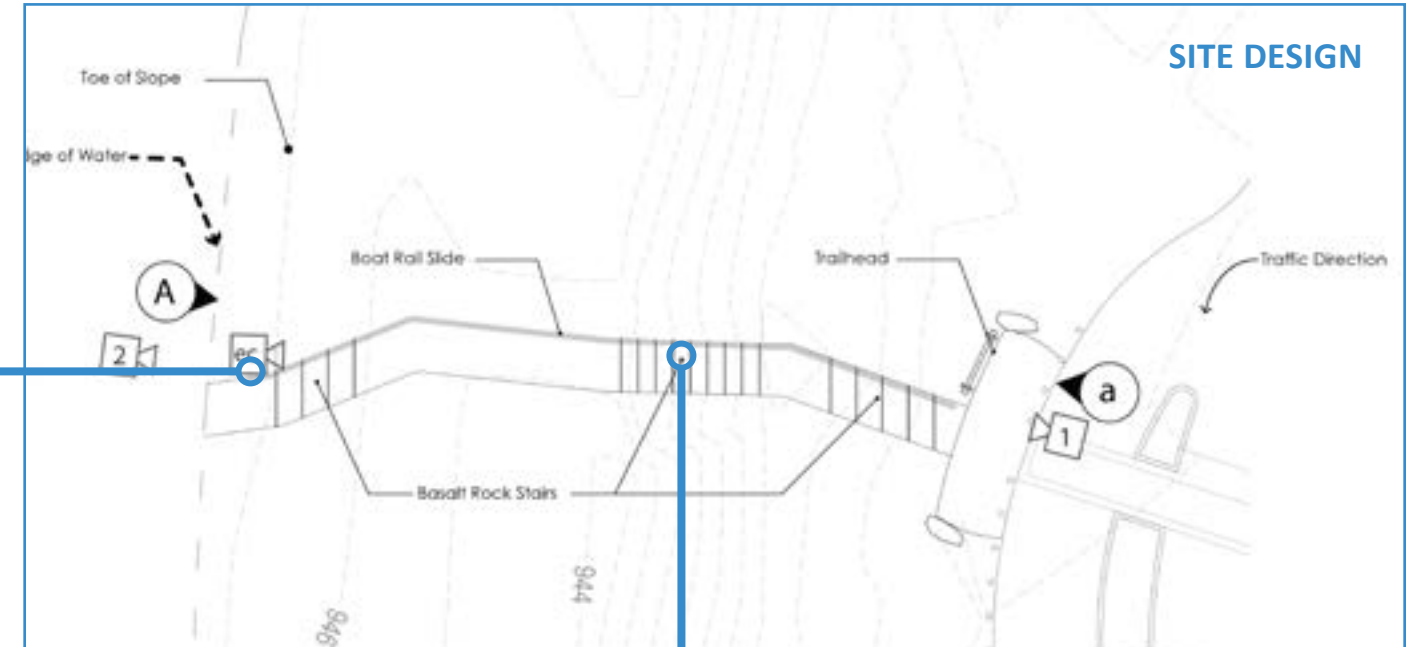 SITE DESIGN
Toe of Slope
dge of Water
Boat Rail Slide
Trailhead
Traffic Direction
A
2
ec
a
1
Basalt Rock Stairs
944
946